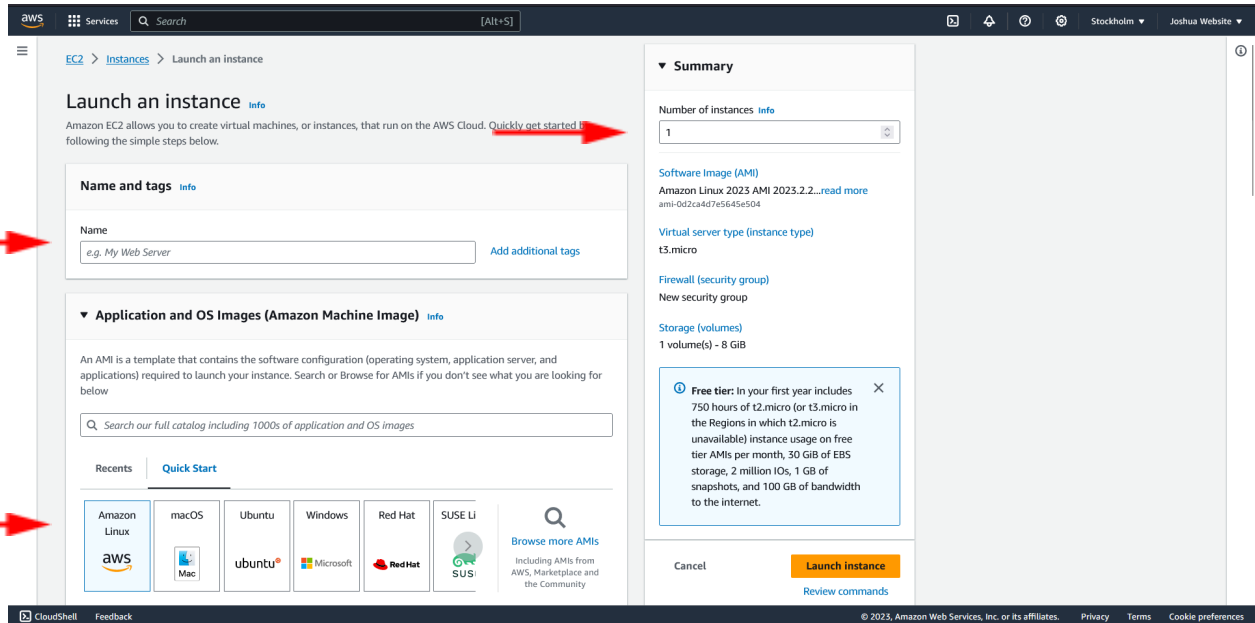 aws
Services
Search
[Alt+S]
Stockholm
Joshua Website
EC2 > Instances > Launch an instance
Launch an instance Info
Amazon EC2 allows you to create virtual machines, or instances, that run on the AWS Cloud. Quickly get started
following the simple steps below.
Name and tags Info
Name
e.g. My Web Server
Add additional tags
Application and OS Images (Amazon Machine Image) Info
An AMI is a template that contains the software configuration (operating system, application server, and
applications) required to launch your instance. Search or Browse for AMIs if you don't see what you are looking for
below
Search our full catalog including 1000s of application and OS images
Recents
Quick Start
Amazon
Linux
aws
macOS
Mac
Ubuntu
ubuntu®
Windows
Microsoft
Red Hat
Red Hat
SUSE Li
SUS
Browse more AMIs
Including AMIs from
AWS, Marketplace and
the Community
Summary
Number of instances Info
1
Software Image (AMI)
Amazon Linux 2023 AMI 2023.2.2...read more
ami-0d2ca4d7e5645e504
Virtual server type (instance type)
t3.micro
Firewall (security group)
New security group
Storage (volumes)
1 volume(s) - 8 GiB
Free tier: In your first year includes
750 hours of t2.micro (or t3.micro in
the Regions in which t2.micro is
unavailable) instance usage on free
tier AMIs per month, 30 GiB of EBS
storage, 2 million IOs, 1 GB of
snapshots, and 100 GB of bandwidth
to the internet.
Cancel
Launch instance
Review commands
CloudShell
Feedback
© 2023, Amazon Web Services, Inc. or its affiliates.
Privacy
Terms
Cookie preferences